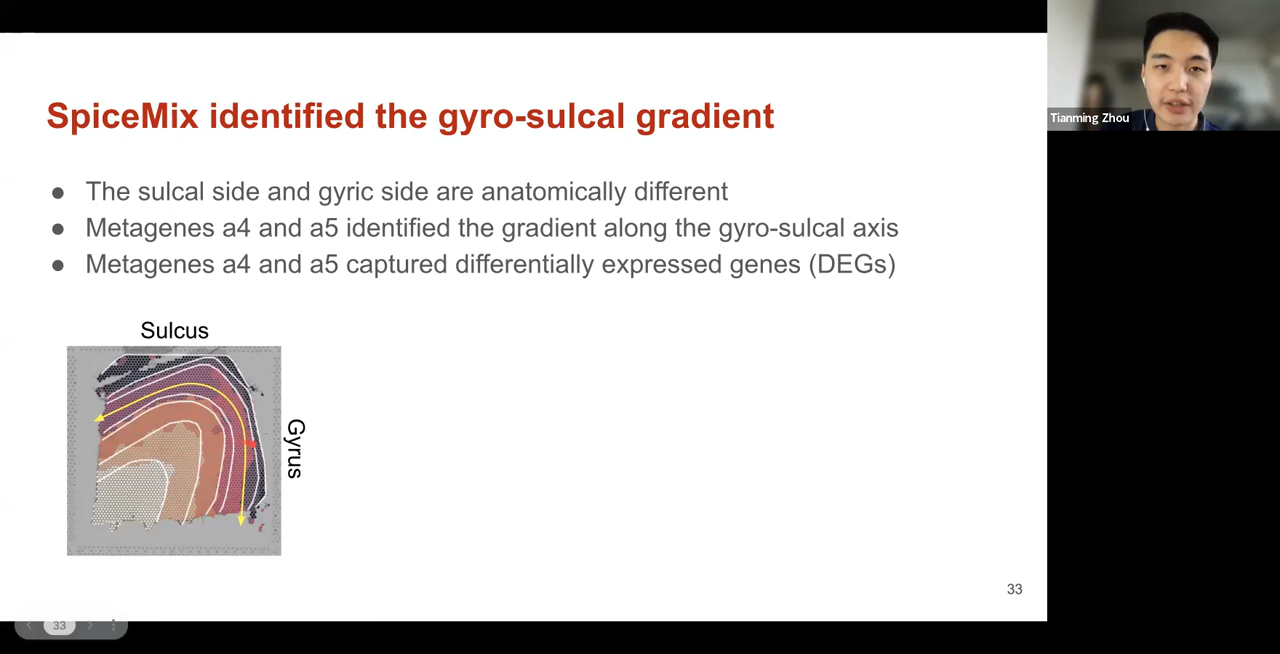 SpiceMix identified the gyro-sulcal gradient
● The sulcal side and gyric side are anatomically different
● Metagenes a4 and a5 identified the gradient along the gyro-sulcal axis
● Metagenes a4 and a5 captured differentially expressed genes (DEGs)
Sulcus
Gyrus
33
33
Tianming Zhou